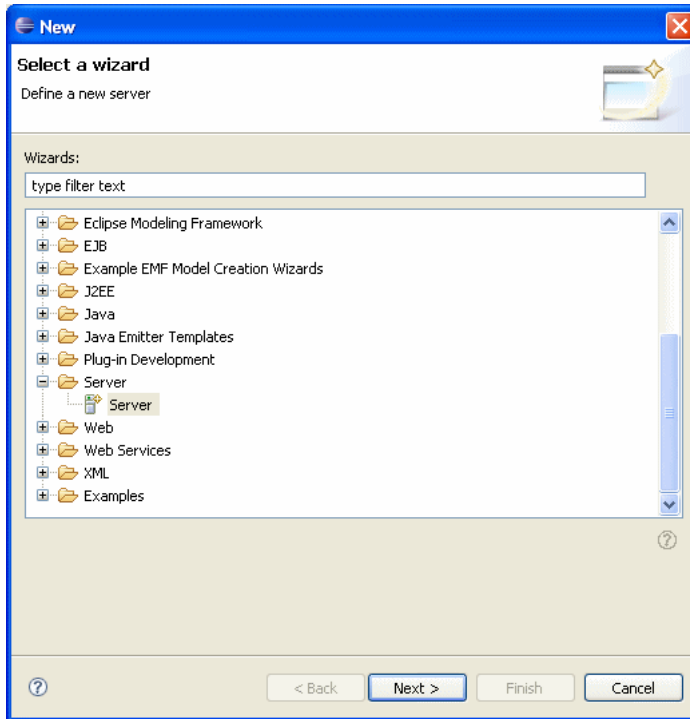 New
Select a wizard
Define a new server
Wizards:
type filter text
Eclipse Modeling Framework
EJB
Example EMF Model Creation Wizards
J2EE
Java
Java Emitter Templates
Plug-in Development
Server
Server
Web
Web Services
XML
Examples
< Back Next > Finish Cancel